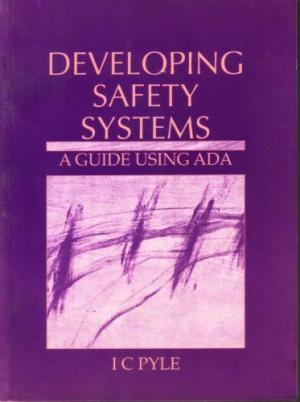 DEVELOPING
SAFETY
SYSTEMS
A GUIDE USING ADA
I C PYLE